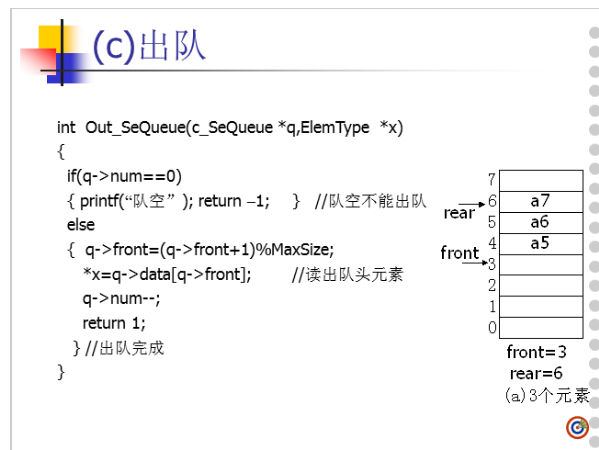 (c)出队
int Out_SeQueue(c_SeQueue *q,ElemType *x)
{
if(q->num==0)
{ printf(“队空”); return –1; } //队空不能出队
else
{ q->front=(q->front+1)%MaxSize;
*x=q->data[q->front]; //读出队头元素
q->num--;
return 1;
} //出队完成
}
7
rear 6 a7
5 a6
4 a5
front 3
2
1
0
front=3
rear=6
(a)3个元素